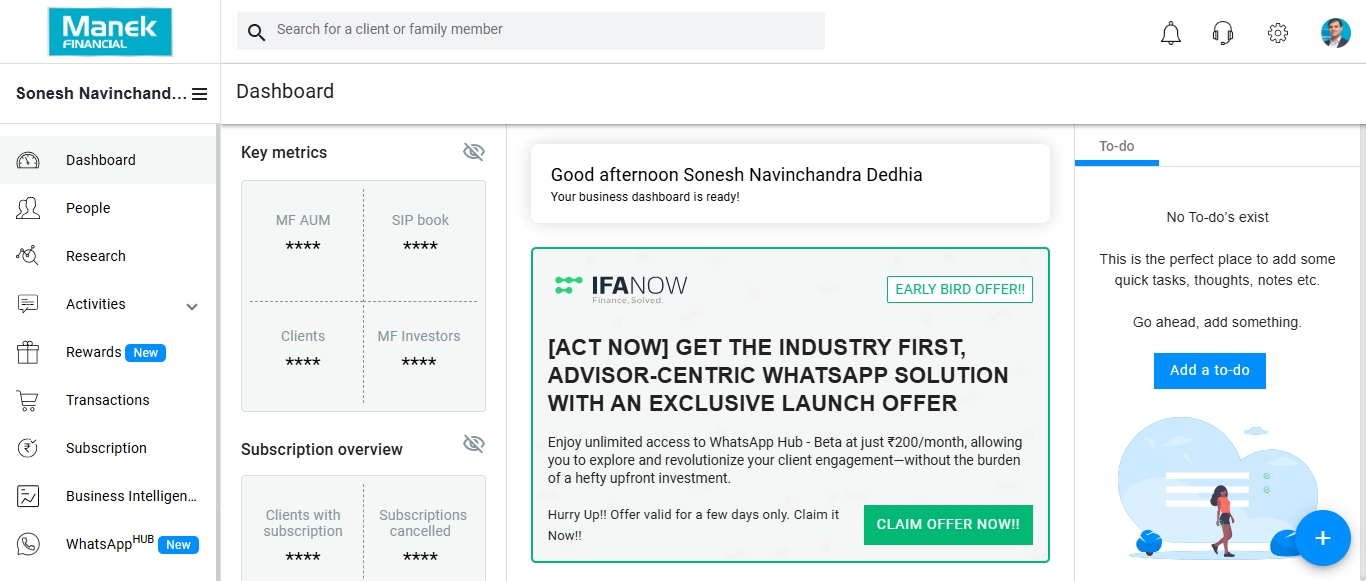 Manek
FINANCIAL
Search for a client or family member
Sonesh Navinchand...
Dashboard
Dashboard
People
Research
Activities
Rewards New
Transactions
Subscription
Business Intelligen...
WhatsAppHUB New
Key metrics
MF AUM
****
SIP book
****
Clients
****
MF Investors
****
Subscription overview
Clients with
subscription
****
Subscriptions
cancelled
****
Good afternoon Sonesh Navinchandra Dedhia
Your business dashboard is ready!
IFANOW
Finance, Solved.
EARLY BIRD OFFER!!
[ACT NOW] GET THE INDUSTRY FIRST,
ADVISOR-CENTRIC WHATSAPP SOLUTION
WITH AN EXCLUSIVE LAUNCH OFFER
Enjoy unlimited access to WhatsApp Hub - Beta at just ₹200/month, allowing
you to explore and revolutionize your client engagement—without the burden
of a hefty upfront investment.
Hurry Up!! Offer valid for a few days only. Claim it
Now!!
CLAIM OFFER NOW!!
To-do
No To-do's exist
This is the perfect place to add some
quick tasks, thoughts, notes etc.
Go ahead, add something.
Add a to-do
+